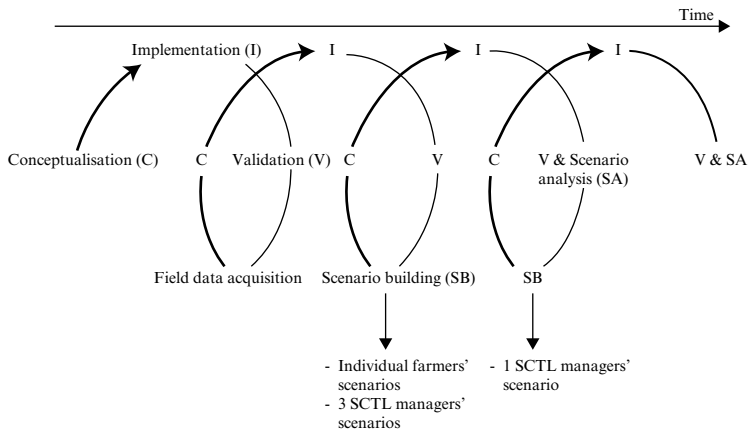 Time
Implementation (I)
I
I
I
Conceptualisation (C)
C
Validation (V)
C
V
C
V & Scenario
analysis (SA)
V & SA
Field data acquisition
Scenario building (SB)
SB
- Individual farmers’
scenarios
- 3 SCTL managers’
scenarios
- 1 SCTL managers’
scenario